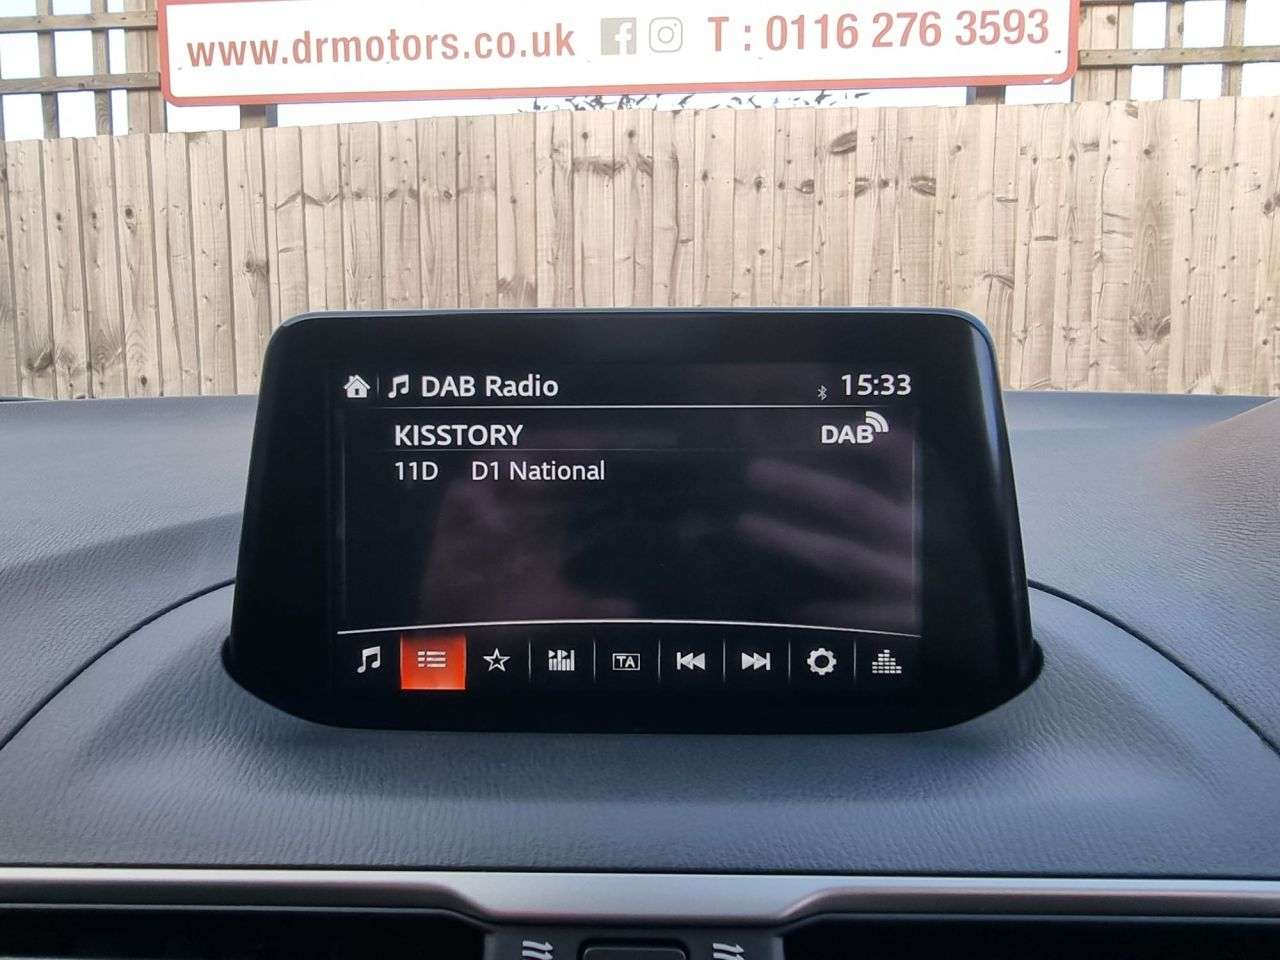 www.drmotors.co.uk T : 0116 276 3593
DAB Radio 15:33
KISSTORY DAB
11D D1 National
TA